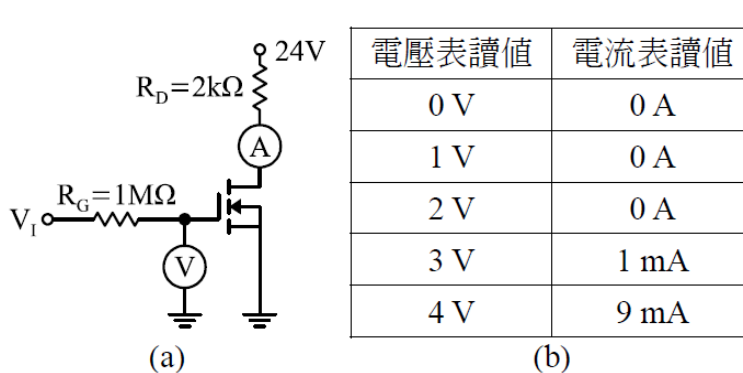 24V
R_D=2kΩ
A
R_G=1MΩ
V_I
V
(a)
電壓表讀值 電流表讀值
0 V 0 A
1 V 0 A
2 V 0 A
3 V 1 mA
4 V 9 mA
(b)